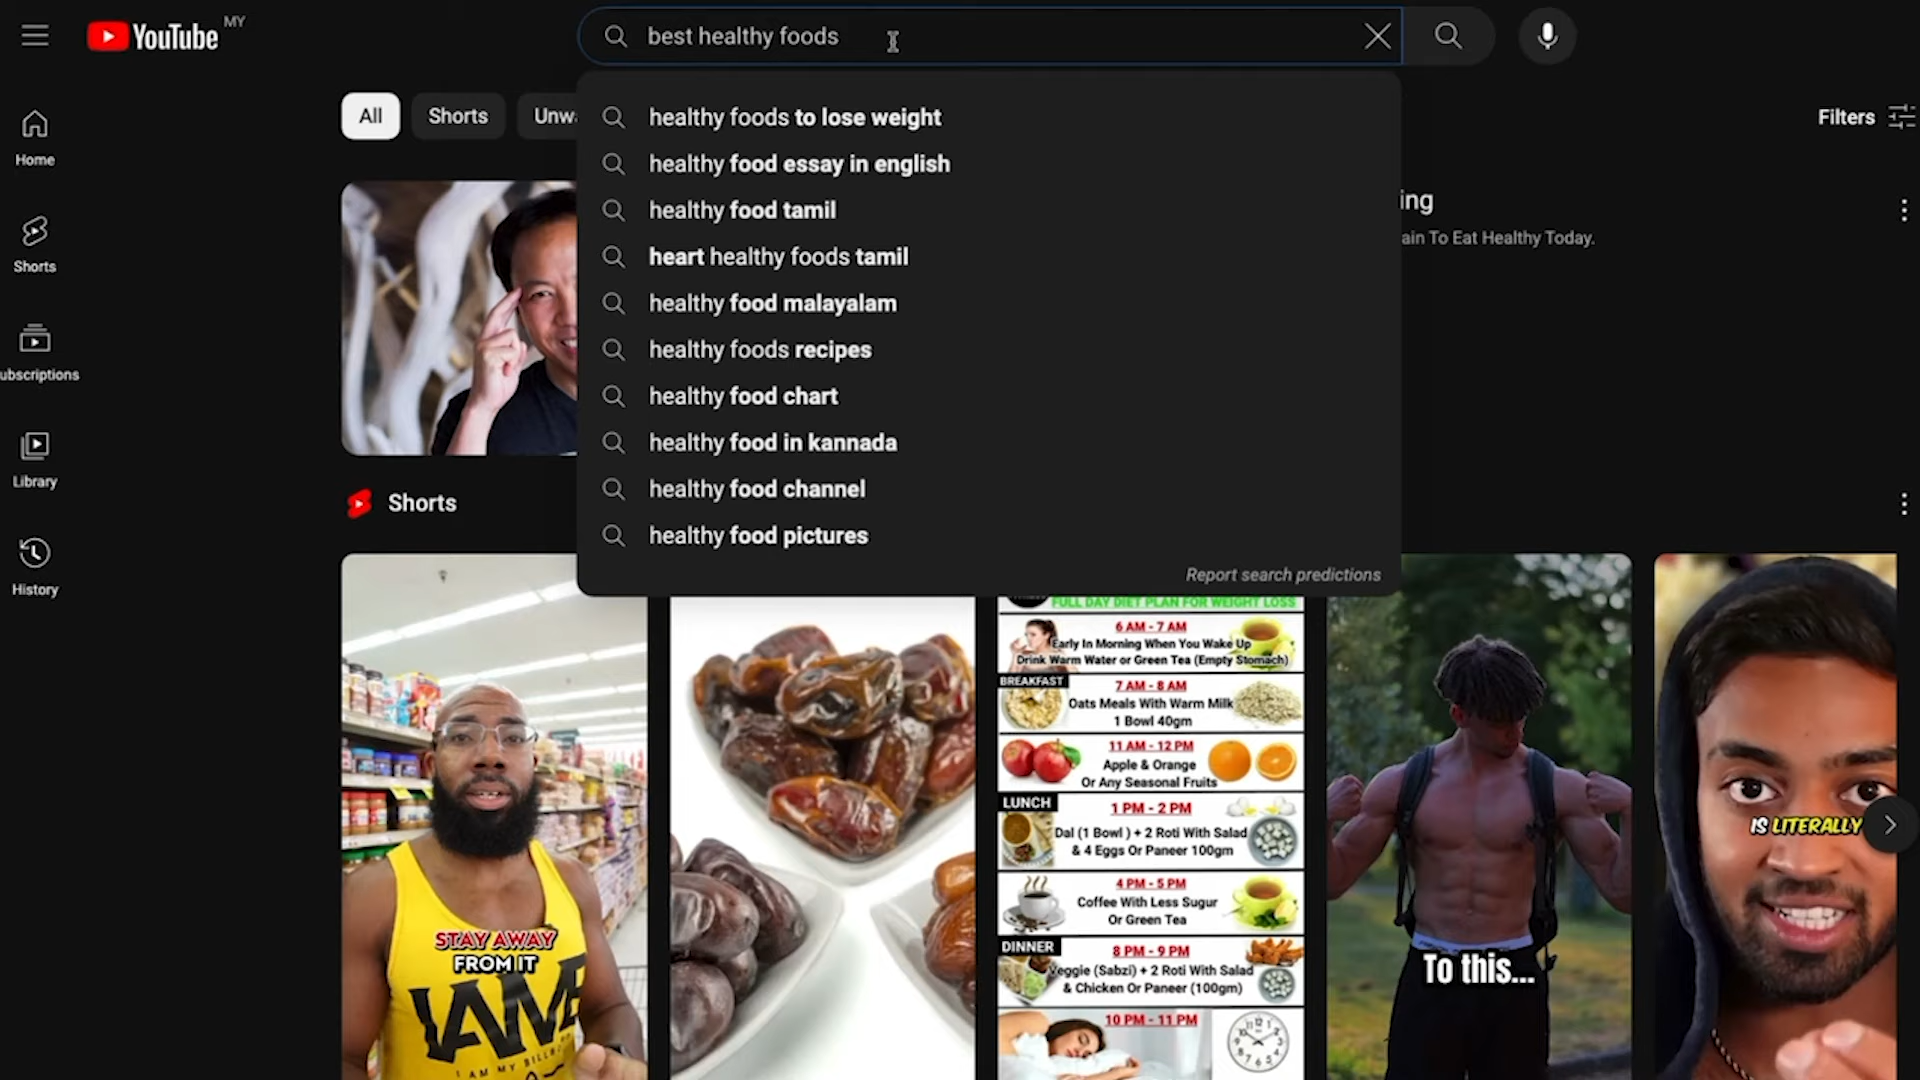 YouTube MY
best healthy foods
All
Shorts
Unwa
Filters
healthy foods to lose weight
healthy food essay in english
healthy food tamil
heart healthy foods tamil
healthy food malayalam
healthy foods recipes
healthy food chart
healthy food in kannada
healthy food channel
healthy food pictures
Report search predictions
ing
ain To Eat Healthy Today.
Home
Shorts
ubscriptions
Library
History
Shorts
STAY AWAY
FROM IT
I AM MY
FULL DAY DIET PLAN FOR WEIGHT LOSS
6 AM - 7 AM
Early In Morning When You Wake Up
Drink Warm Water or Green Tea (Empty Stomach)
BREAKFAST
7 AM - 8 AM
Oats Meals With Warm Milk
1 Bowl 40gm
11 AM - 12 PM
Apple & Orange
Or Any Seasonal Fruits
LUNCH
1 PM - 2 PM
Dal (1 Bowl ) + 2 Roti With Salad
& 4 Eggs Or Paneer 100gm
4 PM - 5 PM
Coffee With Less Sugur
Or Green Tea
DINNER
8 PM - 9 PM
Veggie (Sabzi) + 2 Roti With Salad
& Chicken Or Paneer (100gm)
10 PM - 11 PM
To this...
IS LITERALLY